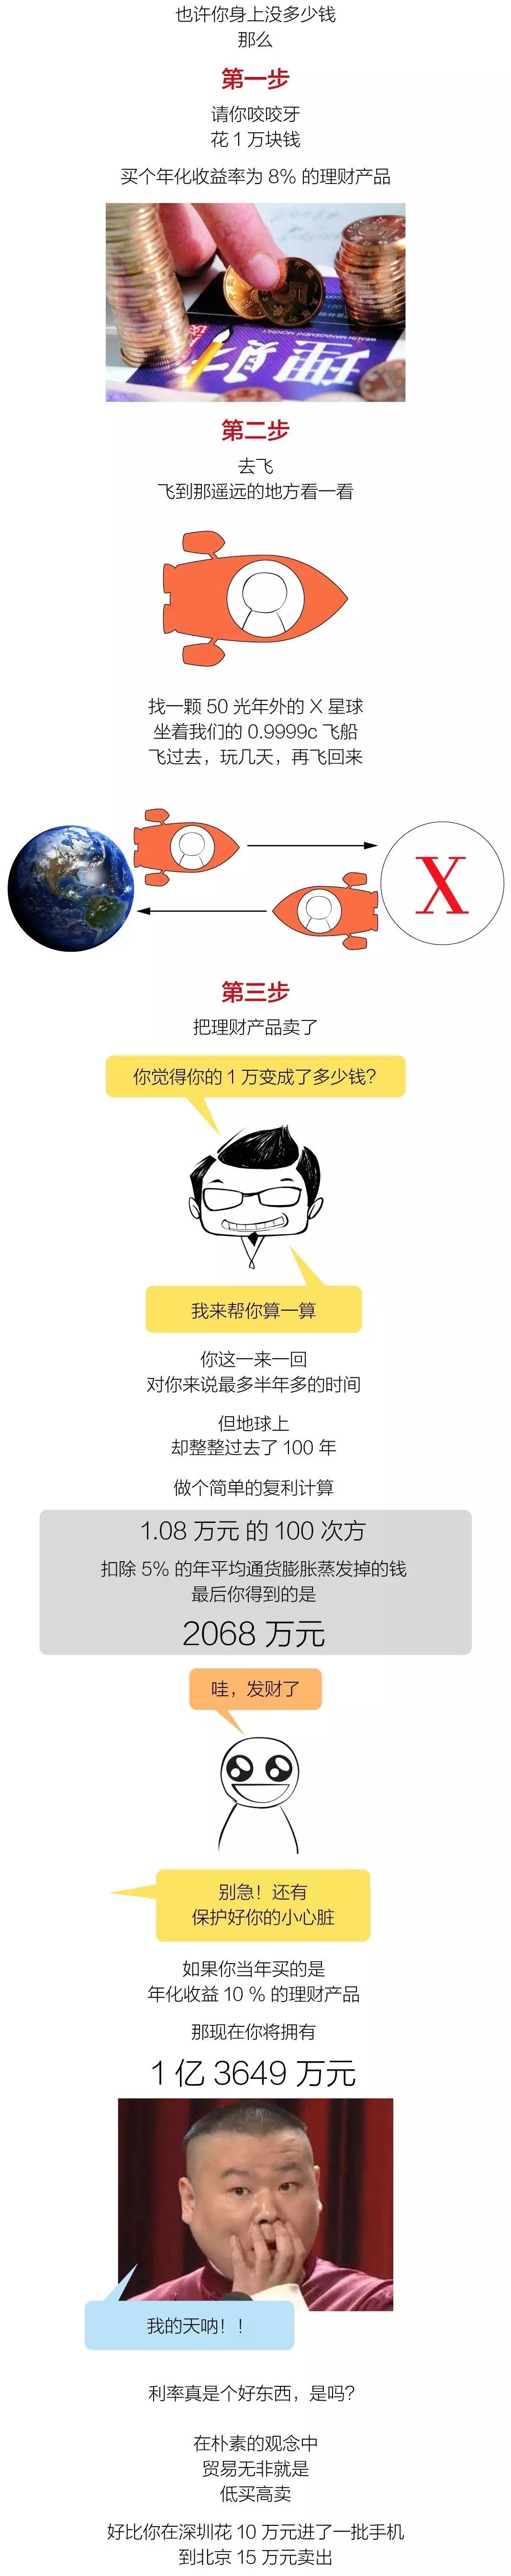 也许你身上没多少钱
那么
第一步
请你咬咬牙
花 1 万块钱
买个年化收益率为 8% 的理财产品
WEALTH MANAGEMENT MONTHLY
理财
第二步
去飞
飞到那遥远的地方看一看
找一颗 50 光年外的 X 星球
坐着我们的 0.9999c 飞船
飞过去，玩几天，再飞回来
X
第三步
把理财产品卖了
你觉得你的 1 万变成了多少钱？
我来帮你算一算
你这一来一回
对你来说最多半年多的时间
但地球上
却整整过去了 100 年
做个简单的复利计算
1.08 万元 的 100 次方
扣除 5% 的年平均通货膨胀蒸发掉的钱
最后你得到的是
2068 万元
哇，发财了
别急！还有
保护好你的小心脏
如果你当年买的是
年化收益 10 % 的理财产品
那现在你将拥有
1 亿 3649 万元
我的天呐！！
利率真是个好东西，是吗？
在朴素的观念中
贸易无非就是
低买高卖
好比你在深圳花 10 万元进了一批手机
到北京 15 万元卖出